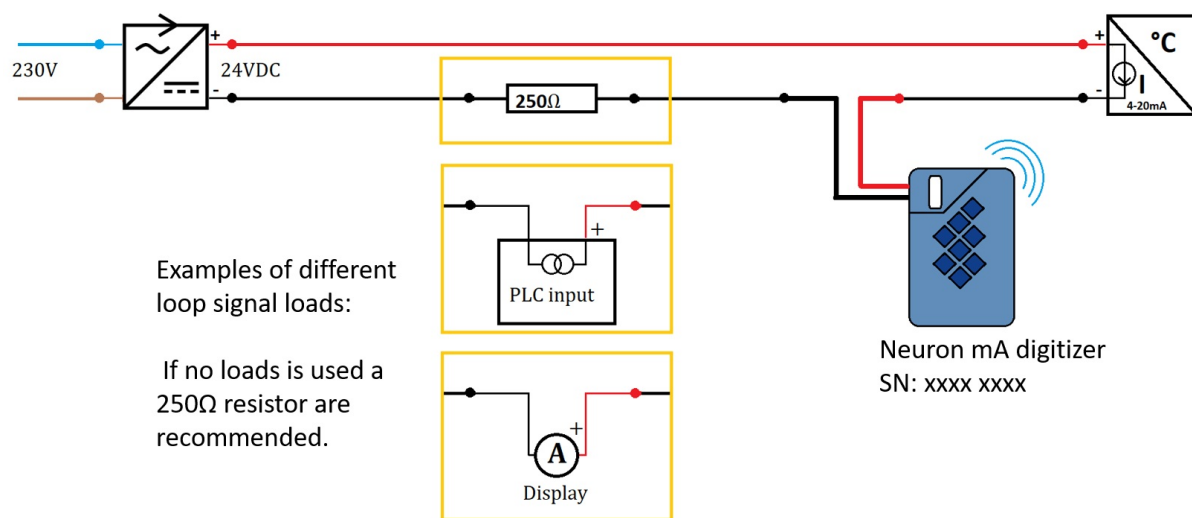 230V
+
24VDC
-
250Ω
+
°C
I
4-20mA
-
+
PLC input
Examples of different
loop signal loads:
If no loads is used a
250Ω resistor are
recommended.
+
A
Display
Neuron mA digitizer
SN: xxxx xxxx